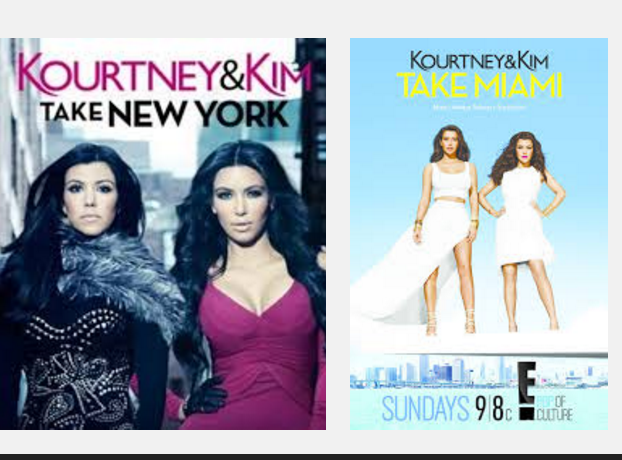 KOURTNEY&KIM
TAKE NEW YORK
KOURTNEY&KIM
TAKE MIAMI
SUNDAYS 9|8c
E!
POP OF
CULTURE